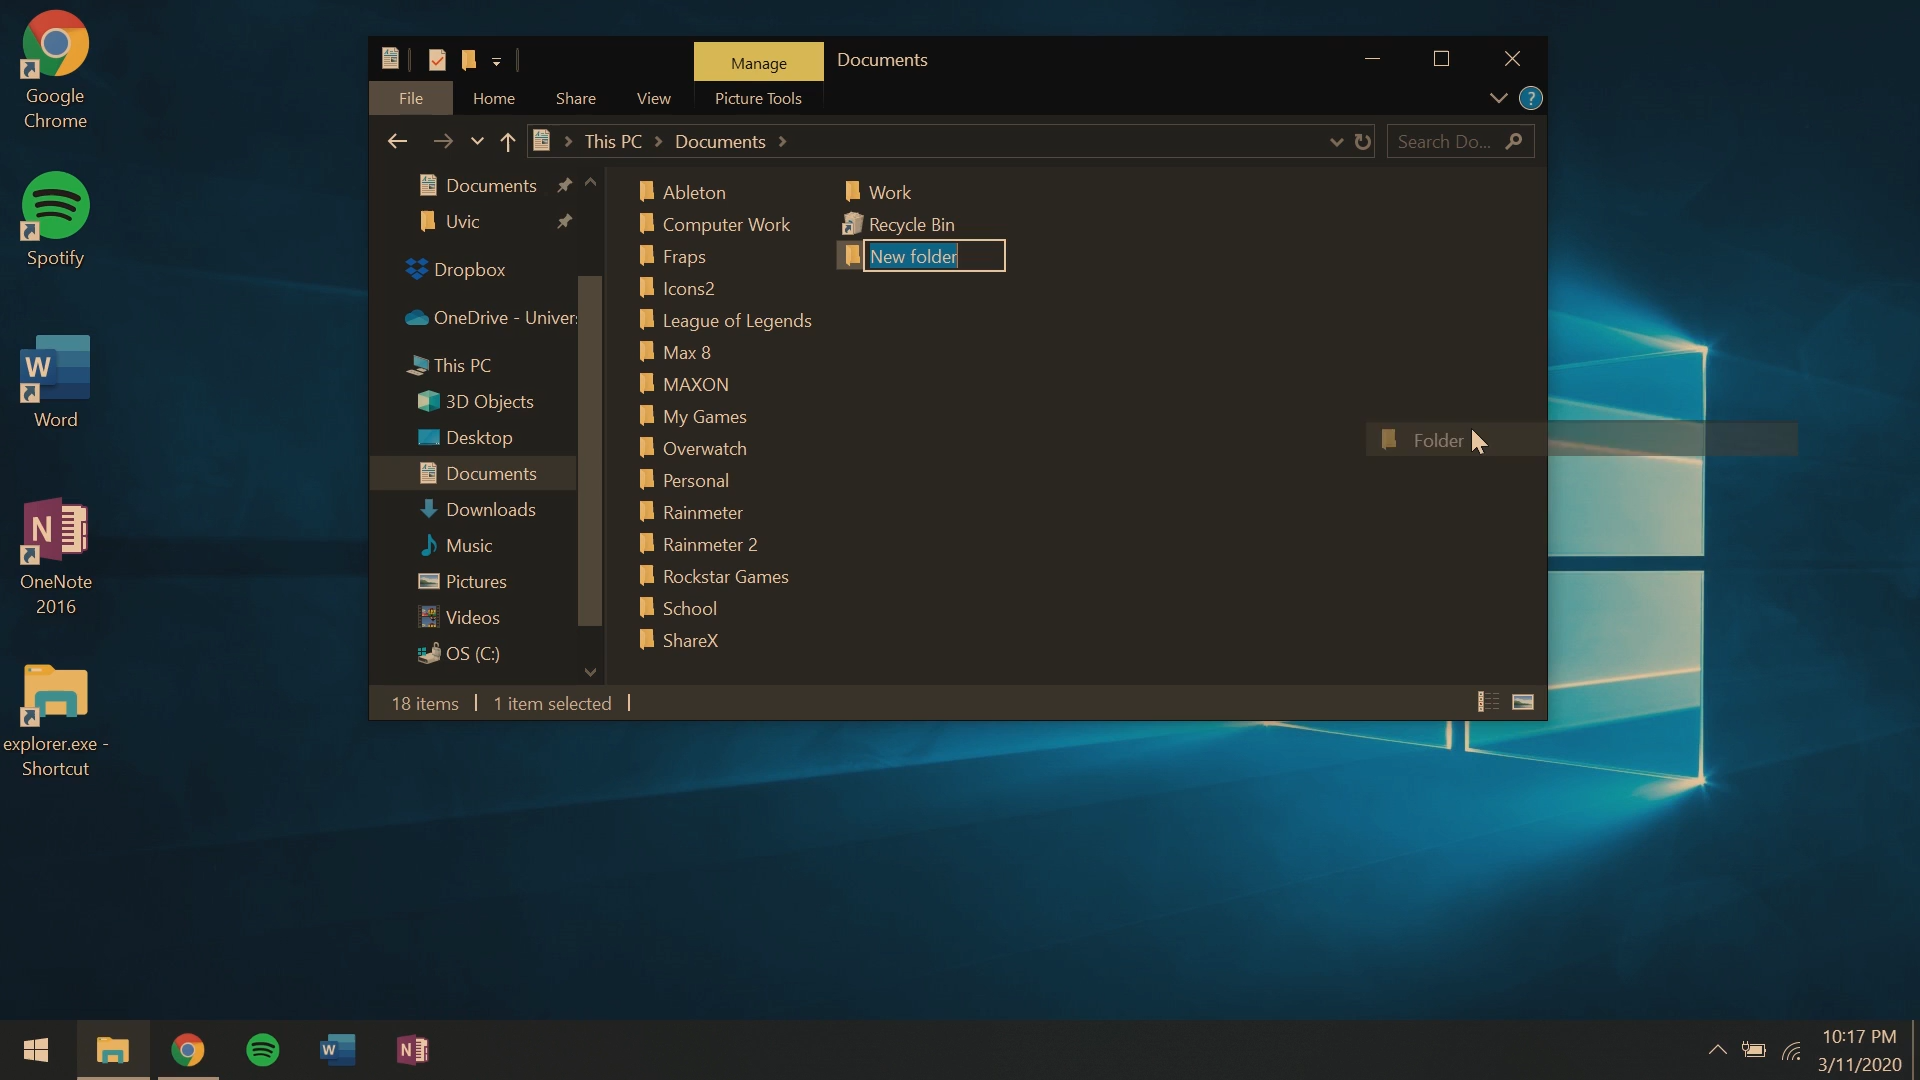 Google
Chrome
Spotify
Word
OneNote
2016
explorer.exe -
Shortcut
Manage
Documents
File
Home
Share
View
Picture Tools
?
This PC
Documents
Search Do...
Documents
Uvic
Dropbox
OneDrive - Univer
This PC
3D Objects
Desktop
Documents
Downloads
Music
Pictures
Videos
OS (C:)
Ableton
Computer Work
Fraps
Icons2
League of Legends
Max 8
MAXON
My Games
Overwatch
Personal
Rainmeter
Rainmeter 2
Rockstar Games
School
ShareX
Work
Recycle Bin
New folder
Folder
18 items
1 item selected
W
N
W
N
10:17 PM
3/11/2020